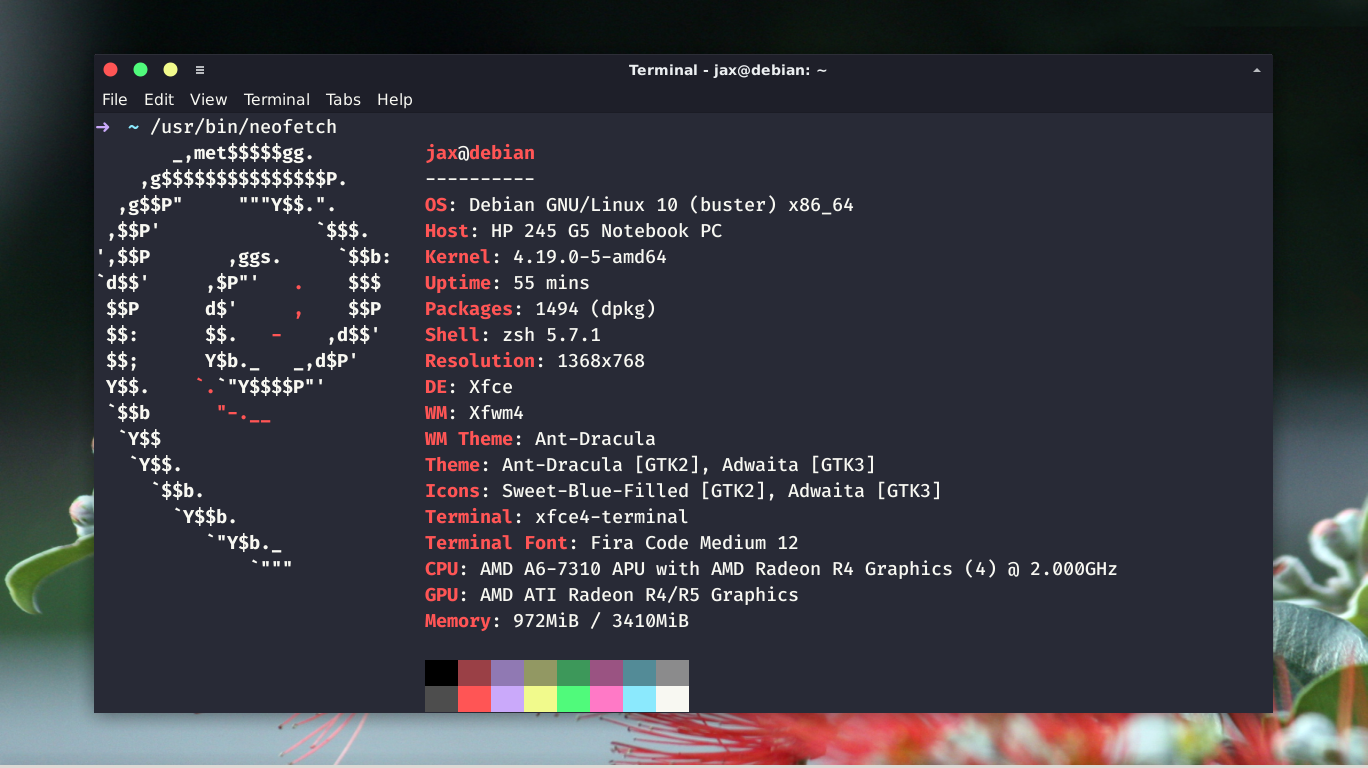 Terminal - jax@debian: ~
File Edit View Terminal Tabs Help
➜  ~ /usr/bin/neofetch
       _,met$$$$$gg.          jax@debian
    ,g$$$$$$$$$$$$$$$P.       ----------
  ,g$$P"     """Y$$.".        OS: Debian GNU/Linux 10 (buster) x86_64
 ,$$P'              `$$$.     Host: HP 245 G5 Notebook PC
',$$P       ,ggs.     `$$b:   Kernel: 4.19.0-5-amd64
`d$$'     ,$P"'   .    $$$    Uptime: 55 mins
 $$P      d$'     ,    $$P    Packages: 1494 (dpkg)
 $$:      $$.   -    ,d$$'    Shell: zsh 5.7.1
 $$;      Y$b._   _,d$P'      Resolution: 1368x768
 Y$$.    `.`"Y$$$$P"'         DE: Xfce
 `$$b      "-.__              WM: Xfwm4
  `Y$$                        WM Theme: Ant-Dracula
   `Y$$.                      Theme: Ant-Dracula [GTK2], Adwaita [GTK3]
     `$$b.                    Icons: Sweet-Blue-Filled [GTK2], Adwaita [GTK3]
       `Y$$b.                 Terminal: xfce4-terminal
          `"Y$b._             Terminal Font: Fira Code Medium 12
              `"""            CPU: AMD A6-7310 APU with AMD Radeon R4 Graphics (4) @ 2.000GHz
                              GPU: AMD ATI Radeon R4/R5 Graphics
                              Memory: 972MiB / 3410MiB